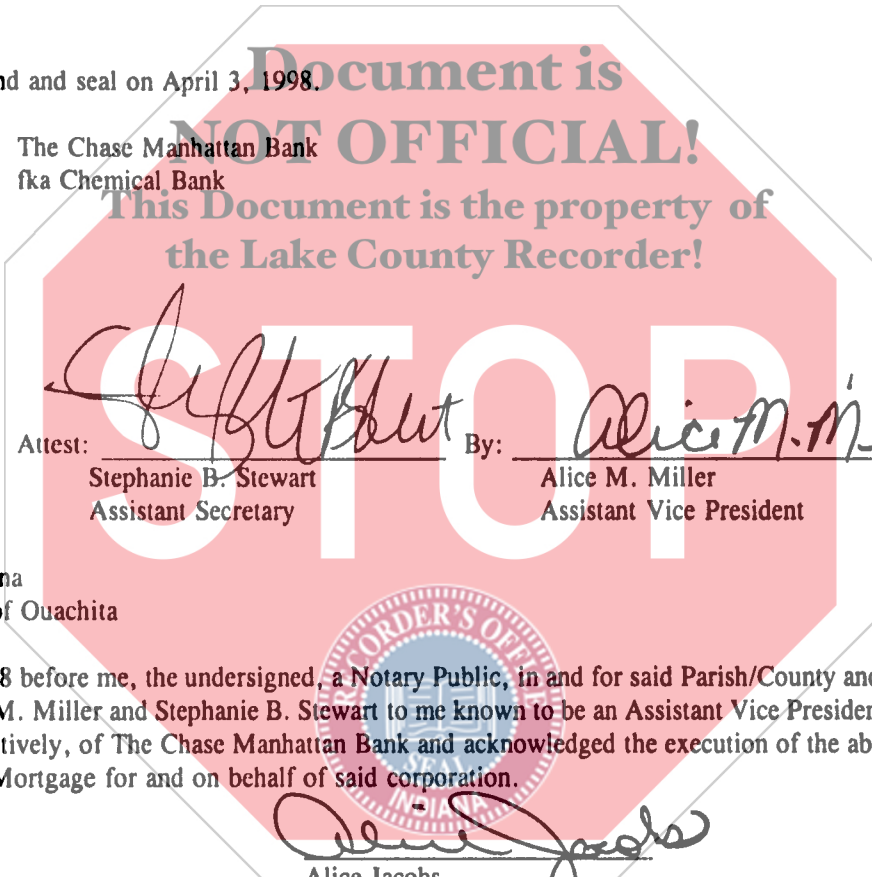 Document is
nd and seal on April 3, 1998.
NOT OFFICIAL!
The Chase Manhattan Bank
fka Chemical Bank
This Document is the property of
the Lake County Recorder!
STOP
Attest: By: Alice M. M
Stephanie B. Stewart Alice M. Miller
Assistant Secretary Assistant Vice President
na
of Ouachita
RECORDER'S OFFICE
8 before me, the undersigned, a Notary Public, in and for said Parish/County and
M. Miller and Stephanie B. Stewart to me known to be an Assistant Vice Presiden
tively, of The Chase Manhattan Bank and acknowledged the execution of the ab
SEAL
Mortgage for and on behalf of said corporation.
INDIANA
Alice Jacobs
Alice Jacobs